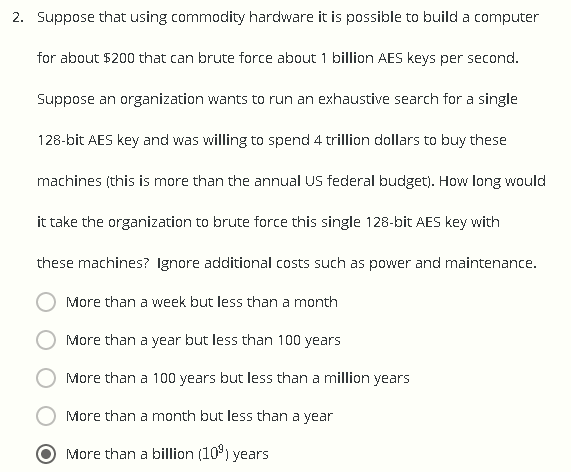 2. Suppose that using commodity hardware it is possible to build a computer
for about $200 that can brute force about 1 billion AES keys per second.
Suppose an organization wants to run an exhaustive search for a single
128-bit AES key and was willing to spend 4 trillion dollars to buy these
machines (this is more than the annual US federal budget). How long would
it take the organization to brute force this single 128-bit AES key with
these machines? Ignore additional costs such as power and maintenance.
More than a week but less than a month
More than a year but less than 100 years
More than a 100 years but less than a million years
More than a month but less than a year
More than a billion (10⁹) years